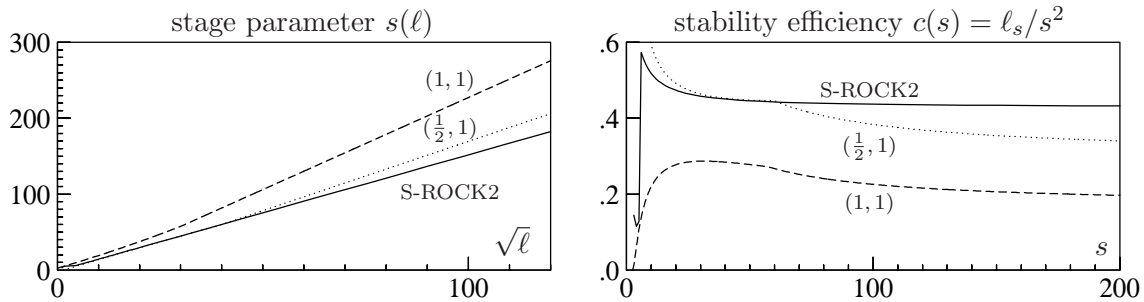 stage parameter s(ℓ)
300
200
100
0
0
100
(1, 1)
(1/2, 1)
S-ROCK2
√ℓ
stability efficiency c(s) = ℓₛ/s²
.6
.4
.2
.0
0
100
200
S-ROCK2
(1/2, 1)
(1, 1)
s